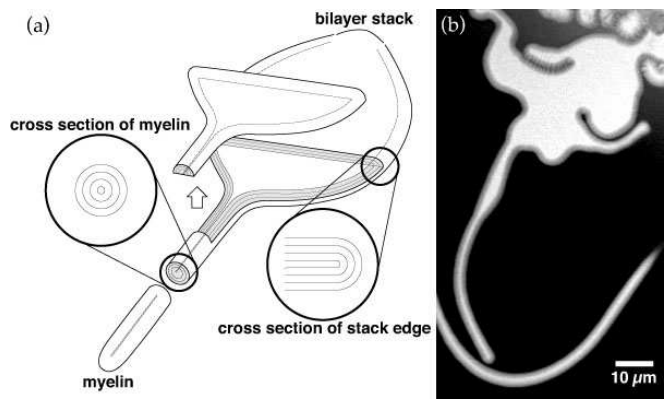 (a)
bilayer stack
(b)
cross section of myelin
cross section of stack edge
myelin
10 µm